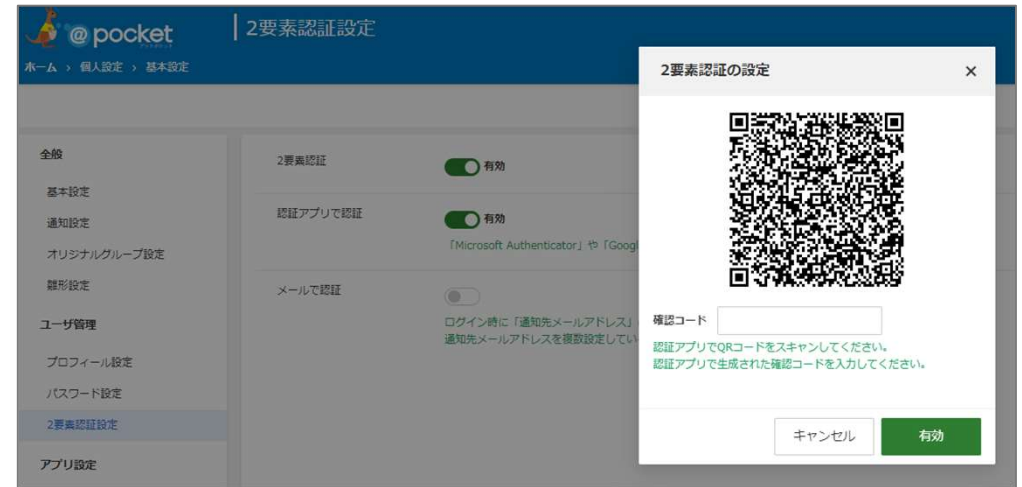 @pocket
2要素認証設定
ホーム › 個人設定 › 基本設定
2要素認証の設定
×
全般
基本設定
通知設定
オリジナルグループ設定
雛形設定
ユーザ管理
プロフィール設定
パスワード設定
2要素認証設定
アプリ設定
2要素認証
有効
認証アプリで認証
有効
「Microsoft Authenticator」や「Googl
メールで認証
ログイン時に「通知先メールアドレス」
通知先メールアドレスを複数設定してい
確認コード
認証アプリでQRコードをスキャンしてください。
認証アプリで生成された確認コードを入力してください。
キャンセル
有効